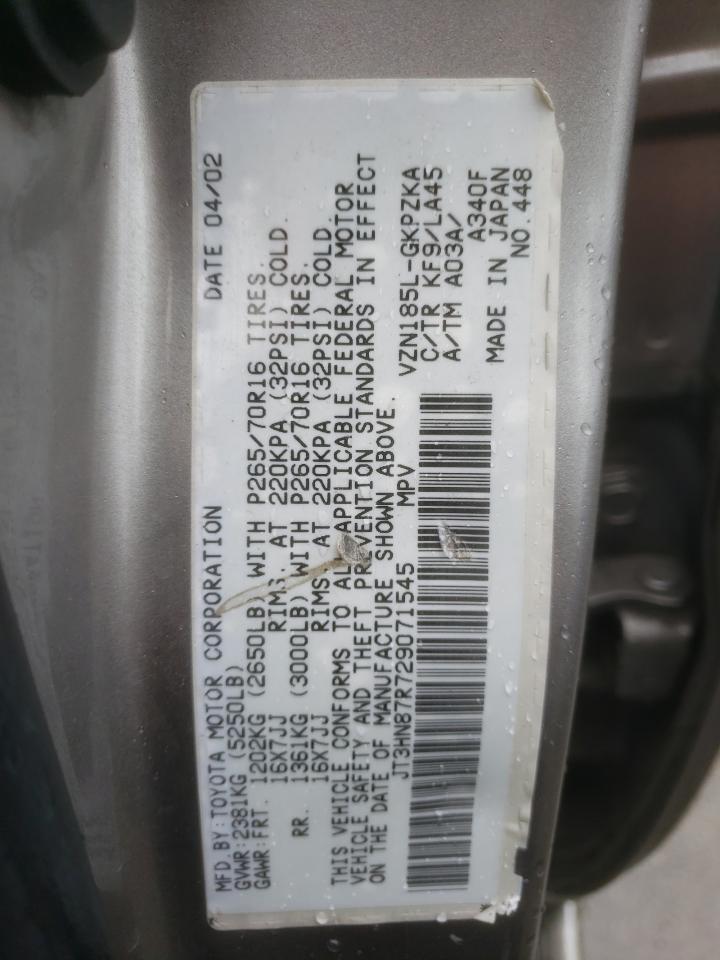 MFD.BY:TOYOTA MOTOR CORPORATION DATE 04/02
GVWR:2381KG(5250LB)
GAWR:FRT. 1202KG (2650LB) WITH P265/70R16 TIRES.
16X7JJ RIMS. AT 220KPA (32PSI) COLD.
RR. 1361KG (3000LB) WITH P265/70R16 TIRES.
16X7JJ RIMS. AT 220KPA (32PSI) COLD.
THIS VEHICLE CONFORMS TO ALL APPLICABLE FEDERAL MOTOR
VEHICLE SAFETY AND THEFT PREVENTION STANDARDS IN EFFECT
ON THE DATE OF MANUFACTURE SHOWN ABOVE.
JT3HN87R729071545 MPV
VZN185L-GKPZKA
C/TR KF9/LA45
A/TM A03A/
A340F
MADE IN JAPAN
NO.448